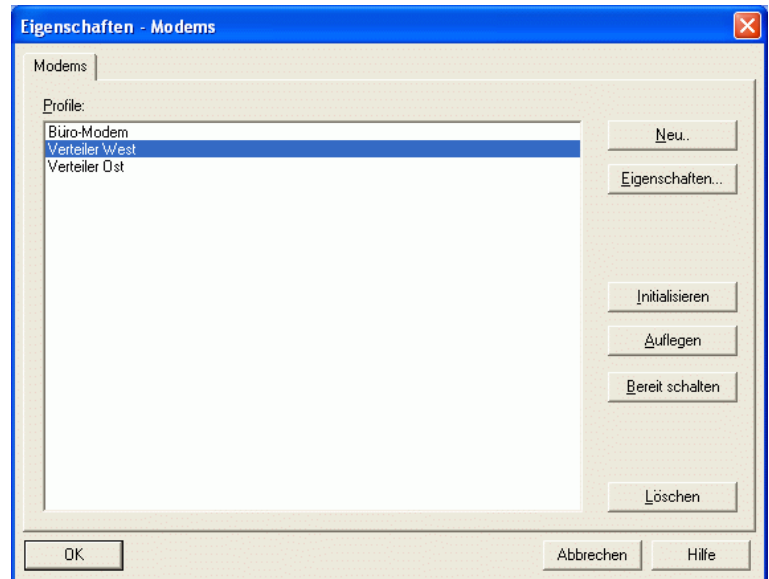 Eigenschaften - Modems
Modems
Profile:
Büro-Modem
Verteiler West
Verteiler Ost
Neu..
Eigenschaften...
Initialisieren
Auflegen
Bereit schalten
Löschen
OK
Abbrechen
Hilfe